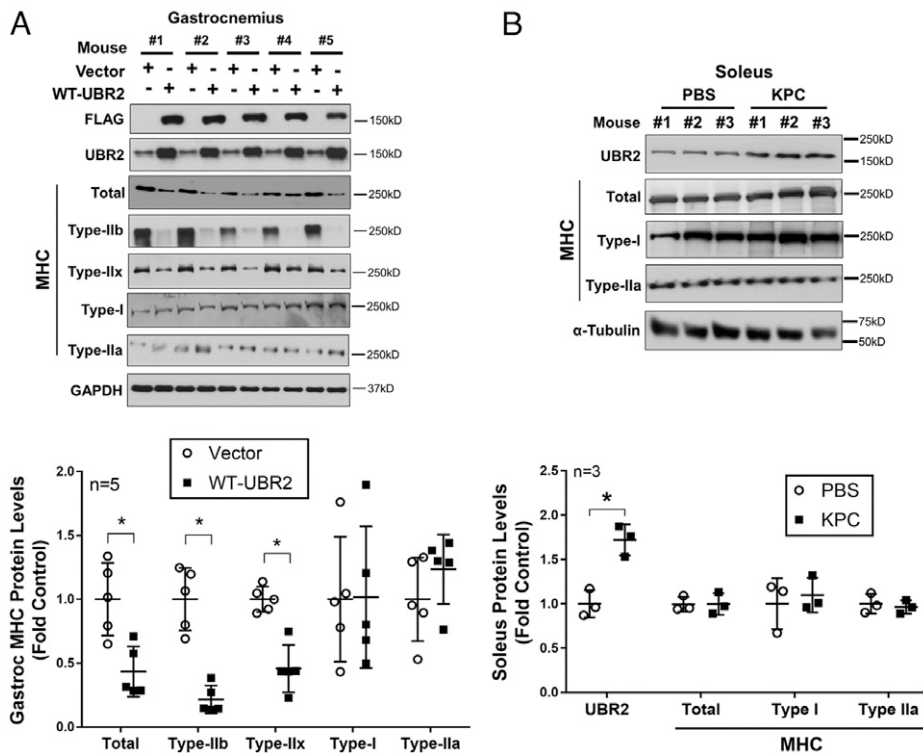 A
Gastrocnemius
Mouse #1 #2 #3 #4 #5
Vector + - + - + - + - + -
WT-UBR2 - + - + - + - + - +
FLAG 150kD
UBR2 150kD
MHC
Total 250kD
Type-IIb 250kD
Type-IIx 250kD
Type-I 250kD
Type-IIa 250kD
GAPDH 37kD
Gastroc MHC Protein Levels
(Fold Control)
2.0
1.5
1.0
0.5
0.0
n=5
Vector
WT-UBR2
* * *
Total Type-IIb Type-IIx Type-I Type-IIa
B
Soleus
PBS KPC
Mouse #1 #2 #3 #1 #2 #3
UBR2 250kD
150kD
MHC
Total 250kD
Type-I 250kD
Type-IIa 250kD
α-Tubulin 75kD
50kD
Soleus Protein Levels
(Fold Control)
2.5
2.0
1.5
1.0
0.5
0.0
n=3
PBS
KPC
*
UBR2 Total Type I Type IIa
MHC